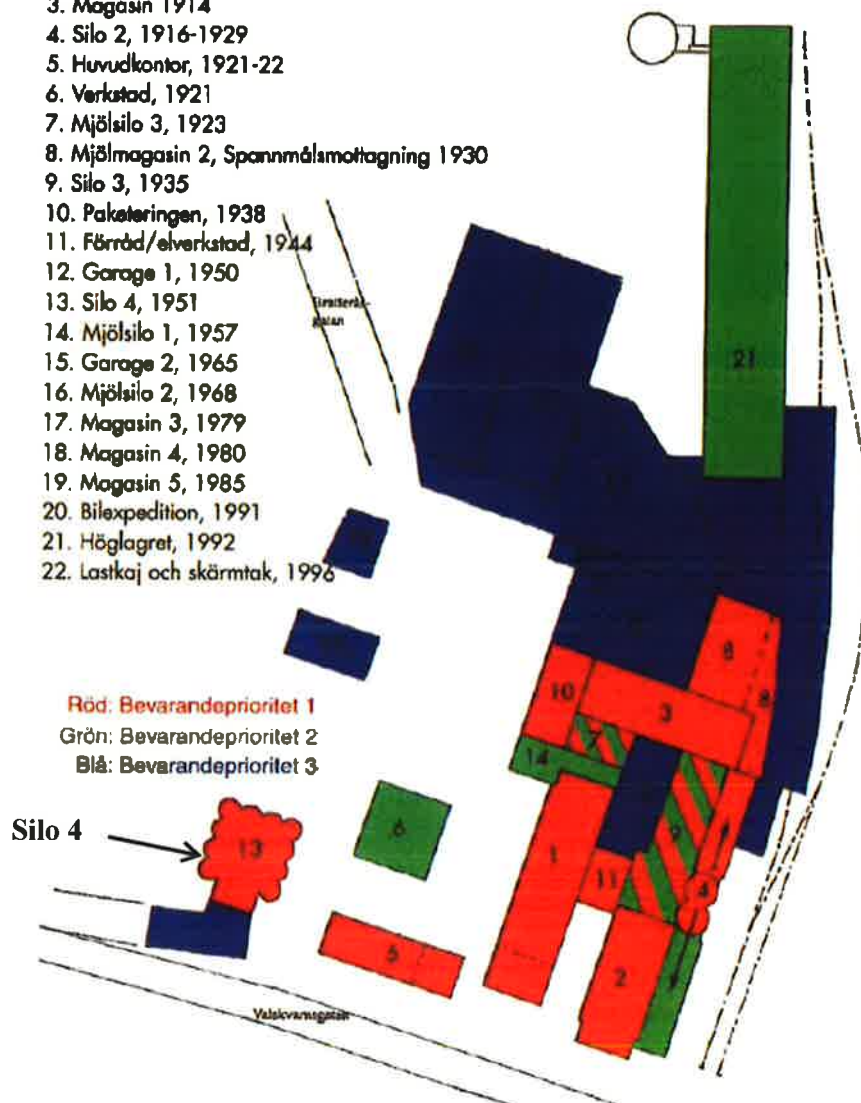 3. Magasin 1914
4. Silo 2, 1916-1929
5. Huvudkontor, 1921-22
6. Verkstad, 1921
7. Mjölsilo 3, 1923
8. Mjölmagasin 2, Spannmålsmottagning 1930
9. Silo 3, 1935
10. Paketeringen, 1938
11. Förråd/elverkstad, 1944
12. Garage 1, 1950
13. Silo 4, 1951
14. Mjölsilo 1, 1957
15. Garage 2, 1965
16. Mjölsilo 2, 1968
17. Magasin 3, 1979
18. Magasin 4, 1980
19. Magasin 5, 1985
20. Bilexpedition, 1991
21. Höglagret, 1992
22. Lastkaj och skärmtak, 1996
21
8
10
3
8
7
14
Röd: Bevarandeprioritet 1
Grön: Bevarandeprioritet 2
Blå: Bevarandeprioritet 3
Silo 4
13
6
1
9
11
4
5
2